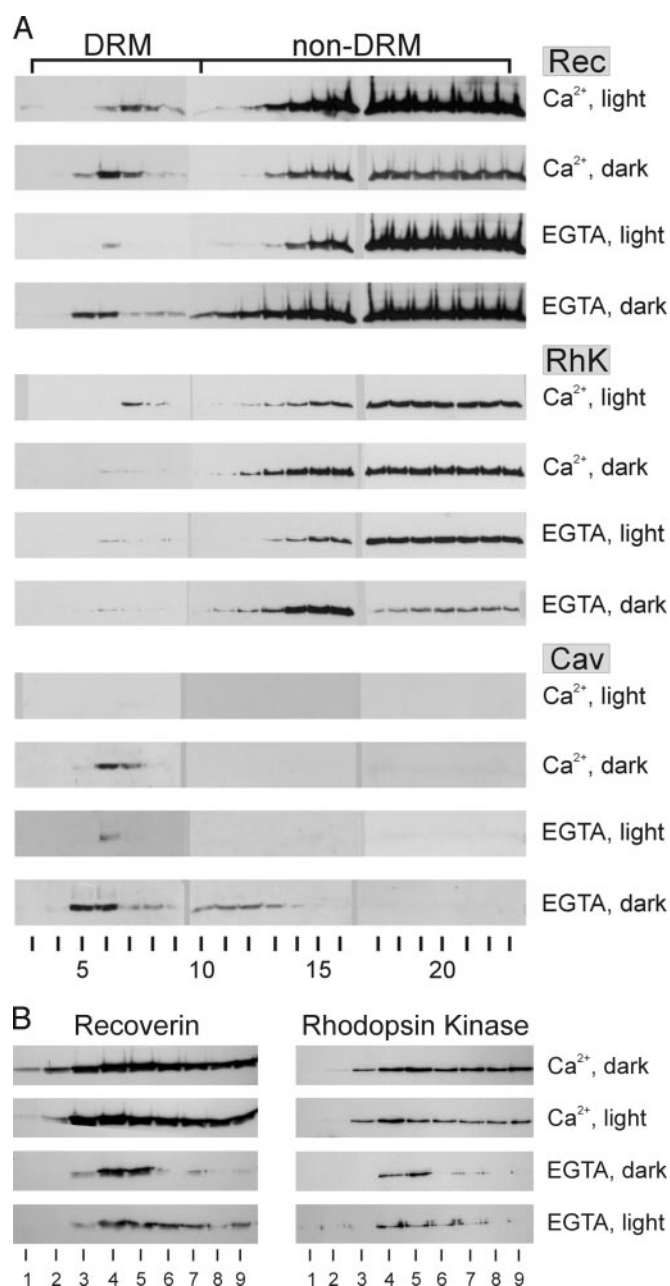 A
DRM non-DRM
Rec
Ca²⁺, light
Ca²⁺, dark
EGTA, light
EGTA, dark
RhK
Ca²⁺, light
Ca²⁺, dark
EGTA, light
EGTA, dark
Cav
Ca²⁺, light
Ca²⁺, dark
EGTA, light
EGTA, dark
5 10 15 20
B
Recoverin Rhodopsin Kinase
Ca²⁺, dark
Ca²⁺, light
EGTA, dark
EGTA, light
1 2 3 4 5 6 7 8 9 1 2 3 4 5 6 7 8 9